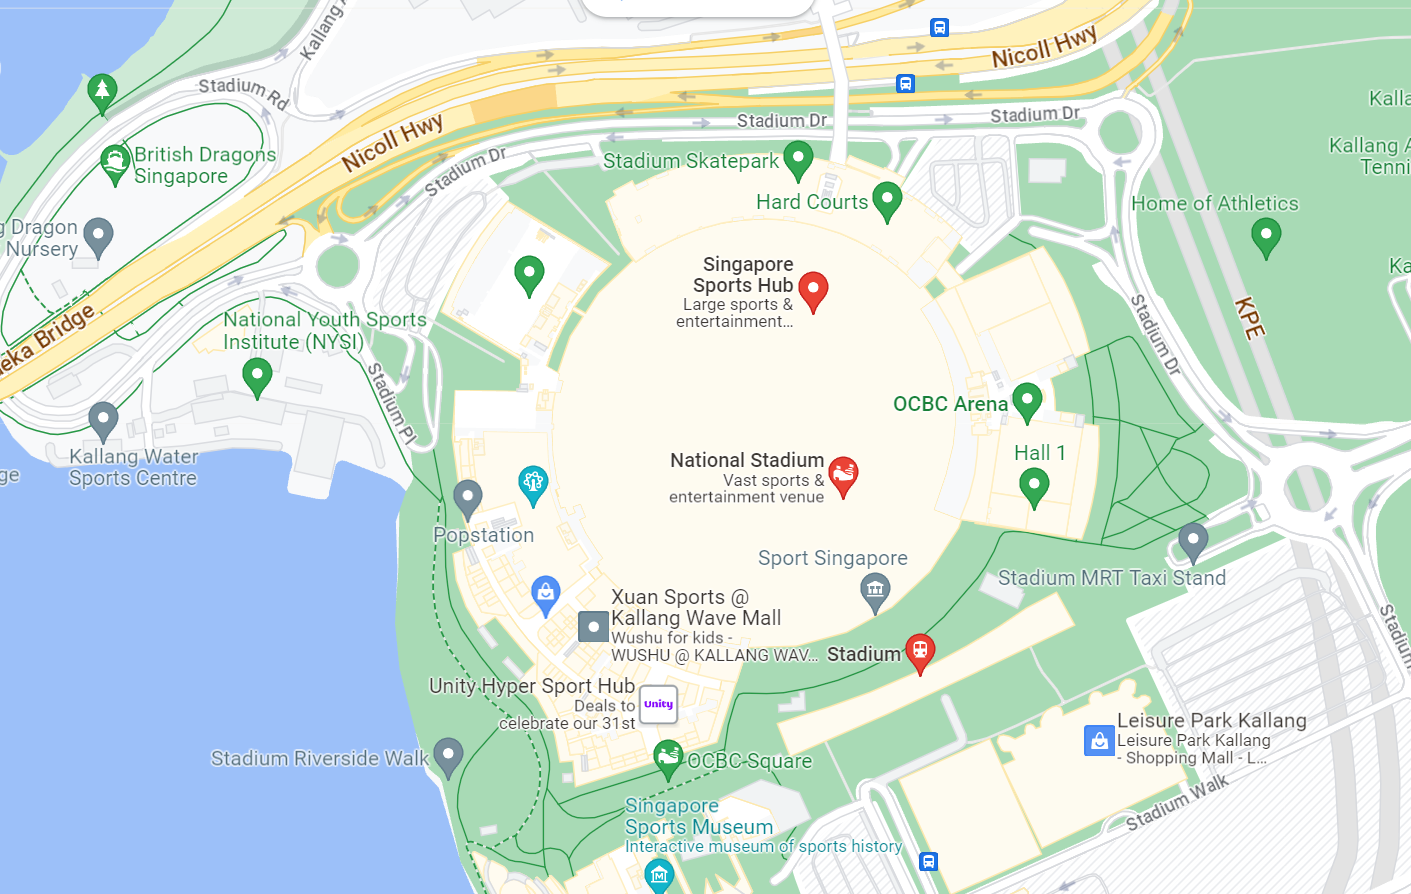 Kallang A
Nicoll Hwy
Stadium Rd
Kalla
Stadium Dr
Stadium Dr
Nicoll Hwy
British Dragons
Singapore
Stadium Dr
Stadium Skatepark
Kallang A
Tenni
Hard Courts
Home of Athletics
g Dragon
Nursery
Singapore
Sports Hub
Large sports &
entertainment...
Ka
eka Bridge
National Youth Sports
Institute (NYSI)
KPE
Stadium Dr
Stadium Pl
OCBC Arena
Kallang Water
Sports Centre
ge
National Stadium
Vast sports &
entertainment venue
Hall 1
Popstation
Sport Singapore
Stadium MRT Taxi Stand
Xuan Sports @
Kallang Wave Mall
Wushu for kids -
WUSHU @ KALLANG WAV...
Stadium
Stadium
Unity Hyper Sport Hub
Deals to
celebrate our 31st
Unity
Leisure Park Kallang
Leisure Park Kallang
- Shopping Mall - L...
Stadium Riverside Walk
OCBC Square
Stadium Walk
Singapore
Sports Museum
Interactive museum of sports history
M